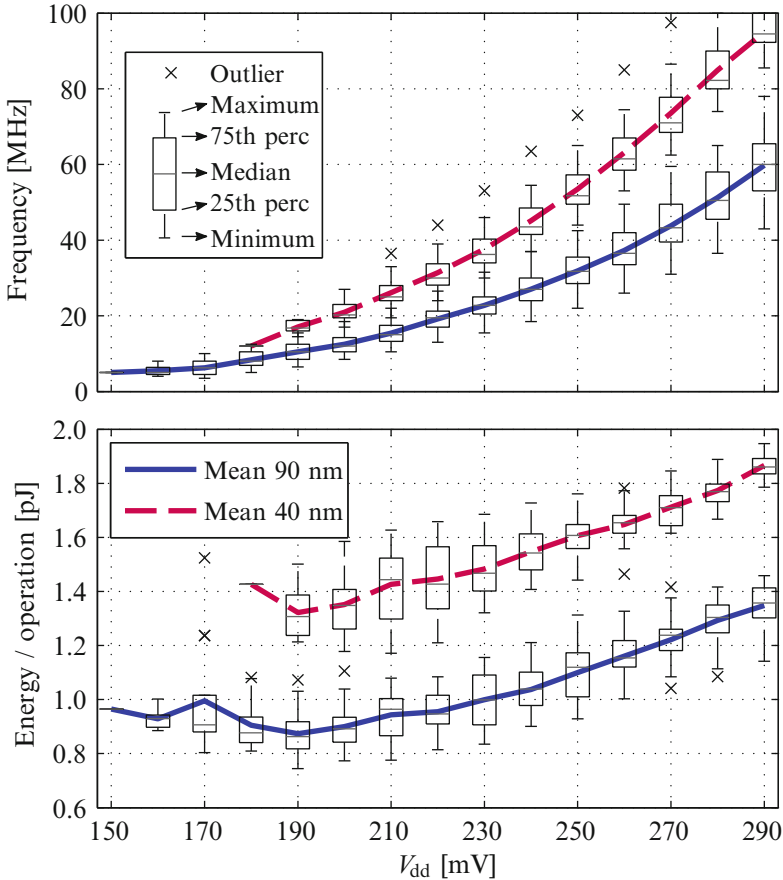 Frequency [MHz]
100
80
60
40
20
0
Outlier
Maximum
75th perc
Median
25th perc
Minimum
Energy / operation [pJ]
2.0
1.8
1.6
1.4
1.2
1.0
0.8
0.6
Mean 90 nm
Mean 40 nm
150 170 190 210 230 250 270 290
Vdd [mV]